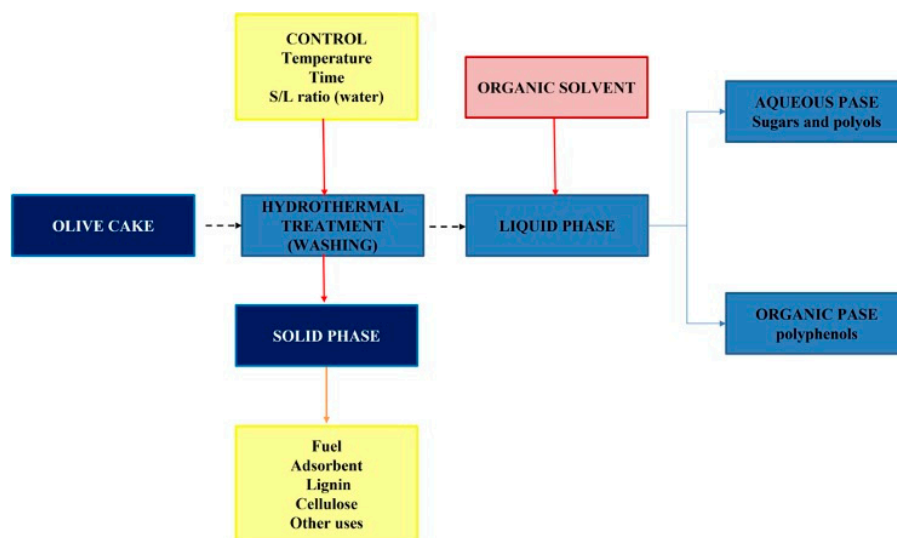 CONTROL
Temperature
Time
S/L ratio (water)
ORGANIC SOLVENT
AQUEOUS PASE
Sugars and polyols
OLIVE CAKE
HYDROTHERMAL
TREATMENT
(WASHING)
LIQUID PHASE
SOLID PHASE
ORGANIC PASE
polyphenols
Fuel
Adsorbent
Lignin
Cellulose
Other uses